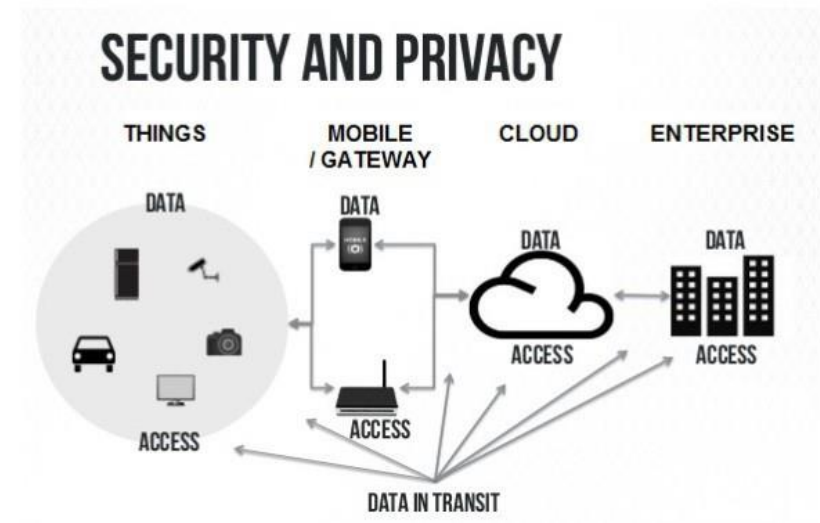 SECURITY AND PRIVACY
THINGS
MOBILE
/ GATEWAY
CLOUD
ENTERPRISE
DATA
DATA
MOBILE
DATA
DATA
ACCESS
ACCESS
ACCESS
ACCESS
DATA IN TRANSIT